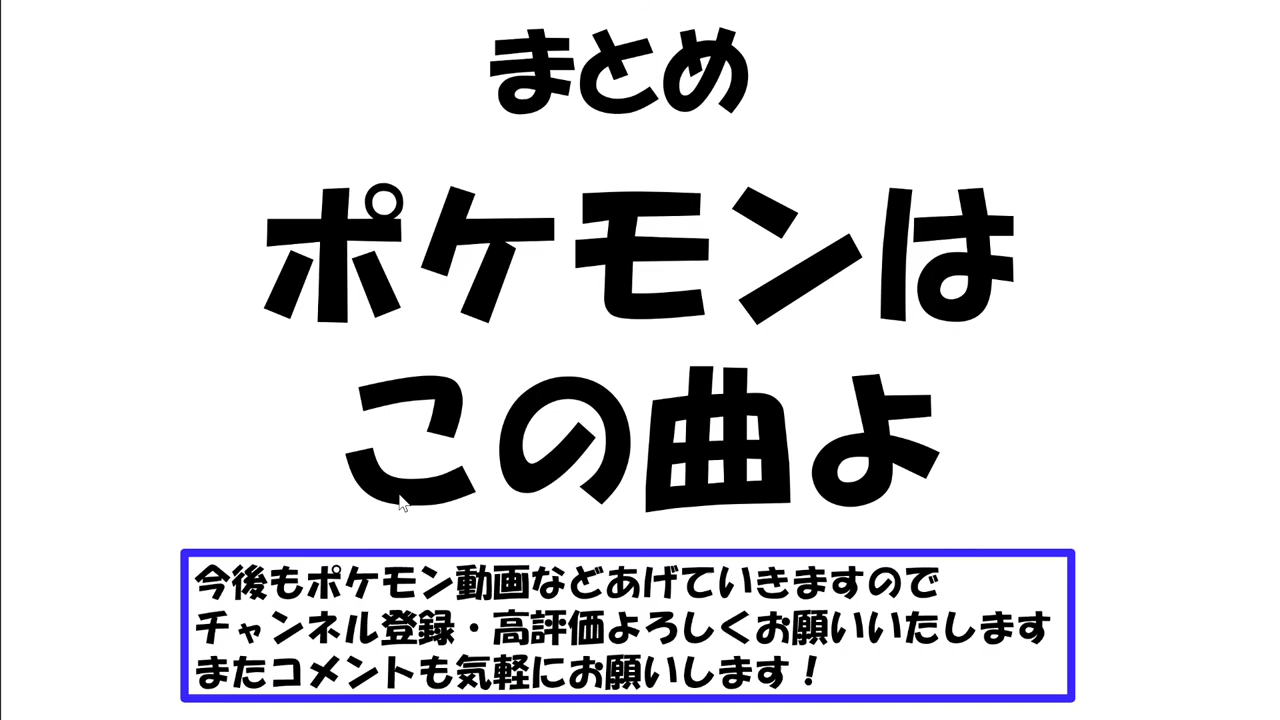 まとめ
ポケモンは
この曲よ
今後もポケモン動画などあげていきますので
チャンネル登録・高評価よろしくお願いいたします
またコメントも気軽にお願いします！